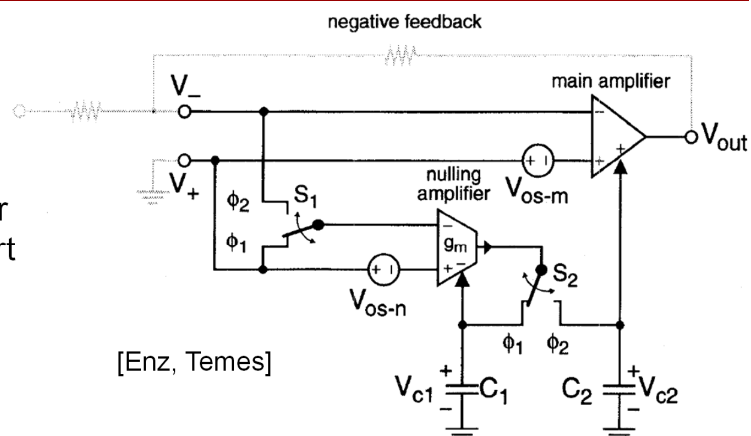 negative feedback
main amplifier
V_
−
Vout
+
+
V+
nulling
amplifier
Vos-m
ϕ2
S1
r
rt
ϕ1
−
gm
+
−
Vos-n
S2
ϕ1
ϕ2
[Enz, Temes]
+
Vc1
C1
−
C2
+
Vc2
−